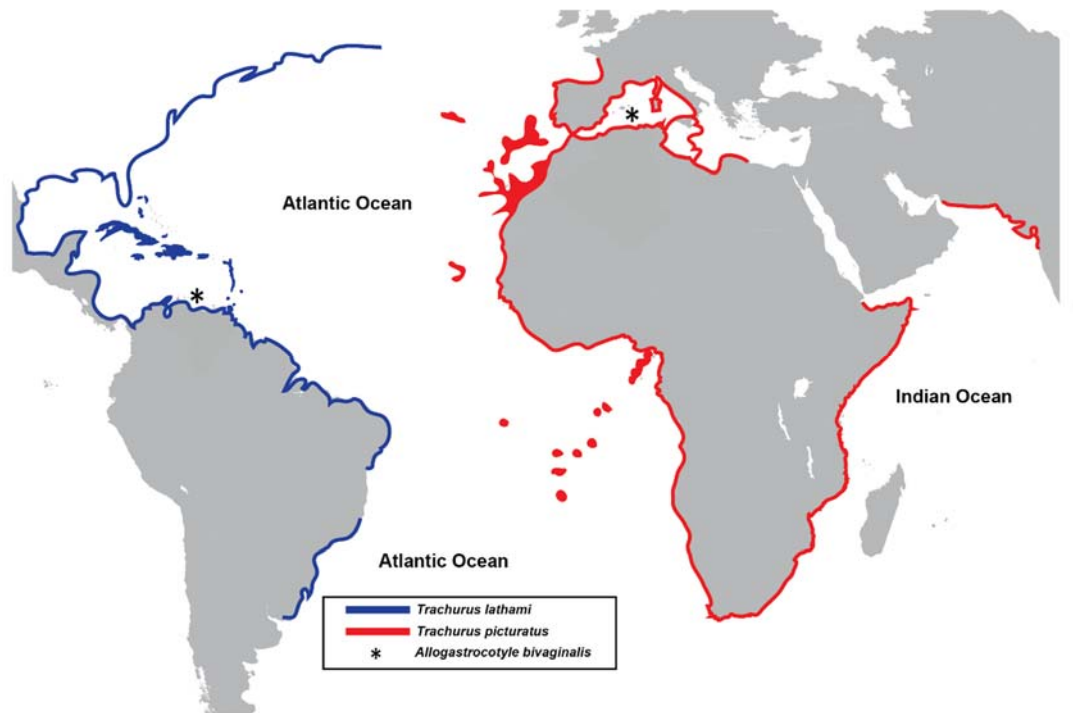 Atlantic Ocean
Indian Ocean
Atlantic Ocean
Trachurus lathami
Trachurus picturatus
* Allogastrocotyle bivaginalis